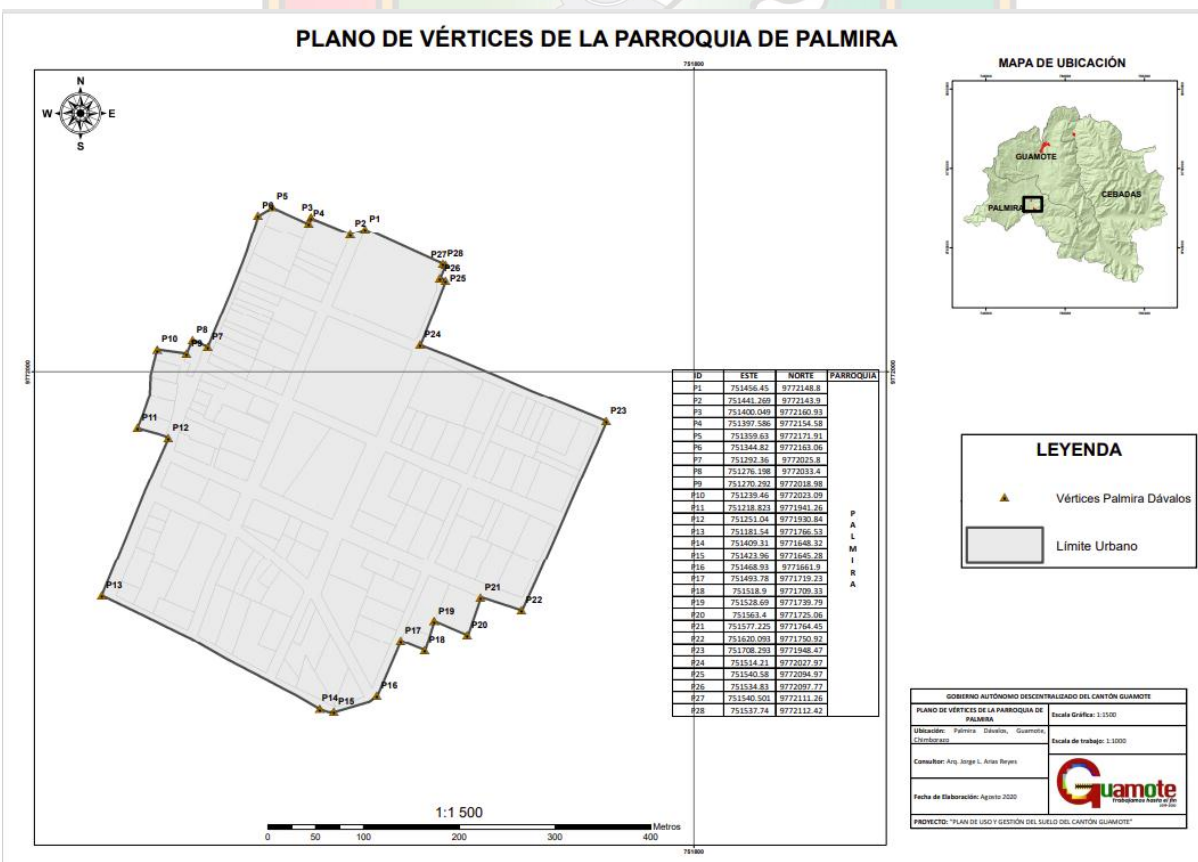 PLANO DE VÉRTICES DE LA PARROQUIA DE PALMIRA
751800
N
W E
S
P5
P6
P3
P4
P2
P1
P27
P28
P26
P25
P10
P8
P9
P7
P24
9772000
9772000
P23
P11
P12
P13
P21
P22
P19
P20
P17
P18
P16
P14
P15
ID ESTE NORTE PARROQUIA
P1 751456.45 9772148.8
P2 751441.269 9772143.9
P3 751400.049 9772160.93
P4 751397.586 9772154.58
P5 751359.63 9772171.91
P6 751344.82 9772163.06
P7 751292.36 9772025.8
P8 751276.198 9772033.4
P9 751270.292 9772018.98
P10 751239.46 9772023.09
P11 751218.823 9771941.26
P12 751251.04 9771930.84
P13 751181.54 9771766.53
P14 751409.31 9771648.32
P15 751423.96 9771645.28
P16 751468.93 9771661.9
P17 751493.78 9771719.23
P18 751518.9 9771709.33
P19 751528.69 9771739.79
P20 751563.4 9771725.06
P21 751577.225 9771764.45
P22 751620.093 9771750.92
P23 751708.293 9771948.47
P24 751514.21 9772027.97
P25 751540.58 9772094.97
P26 751534.83 9772097.77
P27 751540.501 9772111.26
P28 751537.74 9772112.42
PALMIRA
1:1 500
Metros
0 50 100 200 300 400
751800
MAPA DE UBICACIÓN
GUAMOTE
CEBADAS
PALMIRA
LEYENDA
Vértices Palmira Dávalos
Límite Urbano
GOBIERNO AUTÓNOMO DESCENTRALIZADO DEL CANTÓN GUAMOTE
PLANO DE VÉRTICES DE LA PARROQUIA DE
PALMIRA
Escala Gráfica: 1:1500
Ubicación: Palmira Dávalos, Guamote,
Chimborazo
Escala de trabajo: 1:1000
Consultor: Arq. Jorge L. Arias Reyes
Fecha de Elaboración: Agosto 2020
Guamote
Trabajamos hasta el fin
PROYECTO: "PLAN DE USO Y GESTIÓN DEL SUELO DEL CANTÓN GUAMOTE"